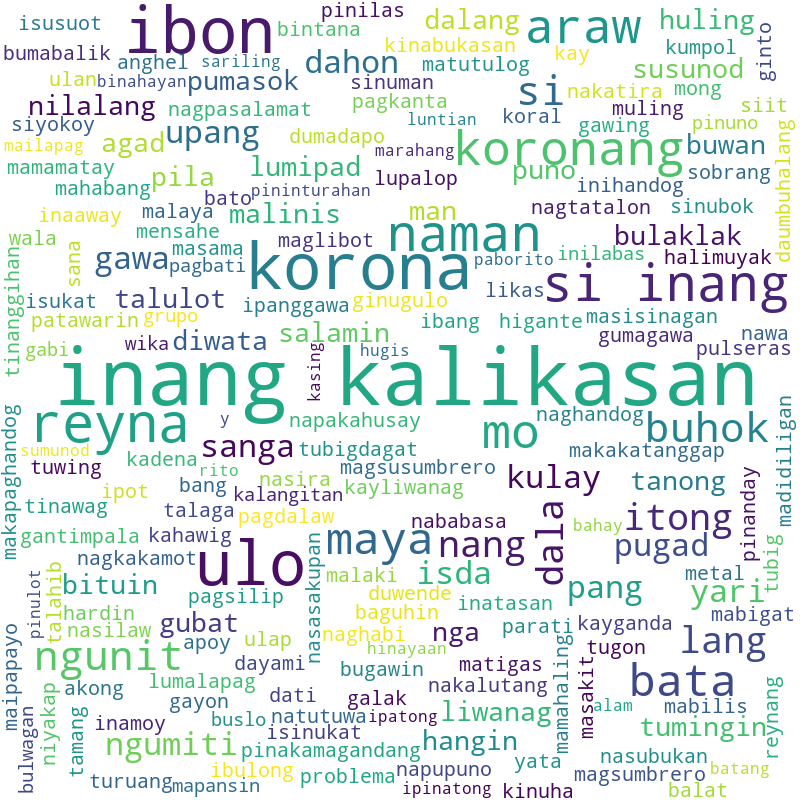 pinilas
isusuot
ibon
bintana
dalang
araw
huling
kinabukasan
kay
kumpol
ginto
bumabalik
anghel
sariling
dahon
matutulog
susunod
ulan
binahayan
pumasok
sinuman
pagkanta
si
nakatira
mong
nilalang
nagpasalamat
luntian
koral
muling
siit
siyokoy
upang
dumadapo
gawing
pinuno
mailapag
agad
marahang
koronang
buwan
mamamatay
pila
lumipad
lupalop
puno
sobrang
mahabang
bato
pininturahan
inihandog
daumbuhalang
inaaway
malaya
malinis
man
nagtatalon
sinubok
wala
mensahe
naman
bulaklak
sana
masama
maglibot
paborito
inilabas
halimuyak
tinanggihan
gawa
pagbati
korona
si inang
isukat
talulot
ipanggawa
ginugulo
likas
masisinagan
patawarin
grupo
salamin
ibang
higante
nawa
gabi
wika
diwata
gumagawa
pulseras
kasing
hugis
inang kalikasan
reyna
y
napakahusay
mo
naghandog
buhok
sumunod
sanga
tubigdagat
makakatanggap
makapaghandog
tuwing
kadena
rito
nasira
magsusumbrero
kulay
tanong
madidiligan
ipot
bang
kalangitan
kayliwanag
tinawag
talaga
pagdalaw
nababasa
dala
itong
pinanday
gantimpala
kahawig
maya
nang
bahay
pugad
nagkakamot
ulo
isda
pang
metal
tubig
talahib
bituin
malaki
duwende
yari
pinulot
pagsilip
nasasakupan
baguhin
inatasan
mabigat
hardin
gubat
naghabi
nga
parati
kayganda
nasilaw
apoy
ulap
hinayaan
tugon
lang
maipapayo
ngunit
dayami
bugawin
matigas
mamahaling
masakit
bata
niyakap
akong
lumalapag
dati
galak
nakalutang
alam
mabilis
reynang
gayon
buslo
natutuwa
ipatong
liwanag
tumingin
bulwagan
tamang
inamoy
isinukat
ngumiti
pinakamagandang
hangin
yata
nasubukan
ibulong
problema
napupuno
magsumbrero
batang
turuang
mapansin
ipinatong
kinuha
balat